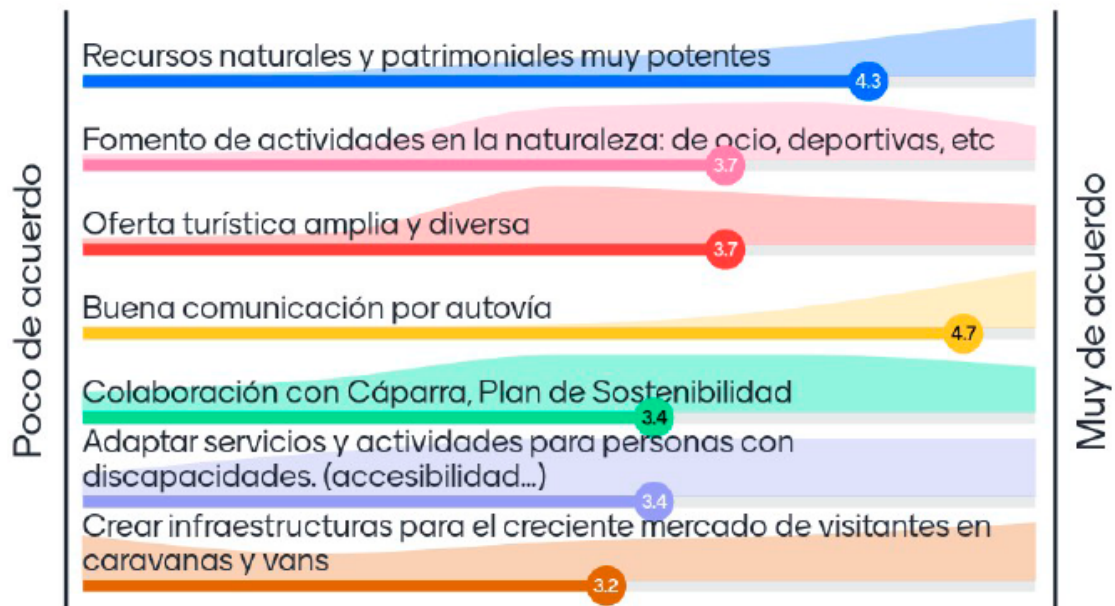 Poco de acuerdo
Recursos naturales y patrimoniales muy potentes
4.3
Fomento de actividades en la naturaleza: de ocio, deportivas, etc
3.7
Oferta turística amplia y diversa
3.7
Buena comunicación por autovía
4.7
Colaboración con Cáparra, Plan de Sostenibilidad
3.4
Adaptar servicios y actividades para personas con
discapacidades. (accesibilidad...)
3.4
Crear infraestructuras para el creciente mercado de visitantes en
caravanas y vans
3.2
Muy de acuerdo